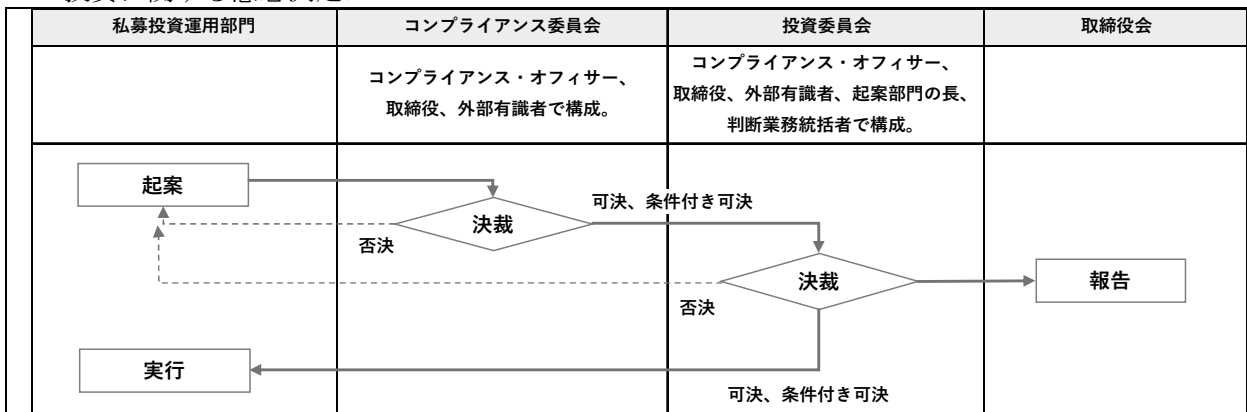 私募投資運用部門
コンプライアンス委員会
投資委員会
取締役会
コンプライアンス・オフィサー、
取締役、外部有識者で構成。
コンプライアンス・オフィサー、
取締役、外部有識者、起案部門の長、
判断業務統括者で構成。
起案
決裁
可決、条件付き可決
否決
決裁
報告
否決
実行
可決、条件付き可決